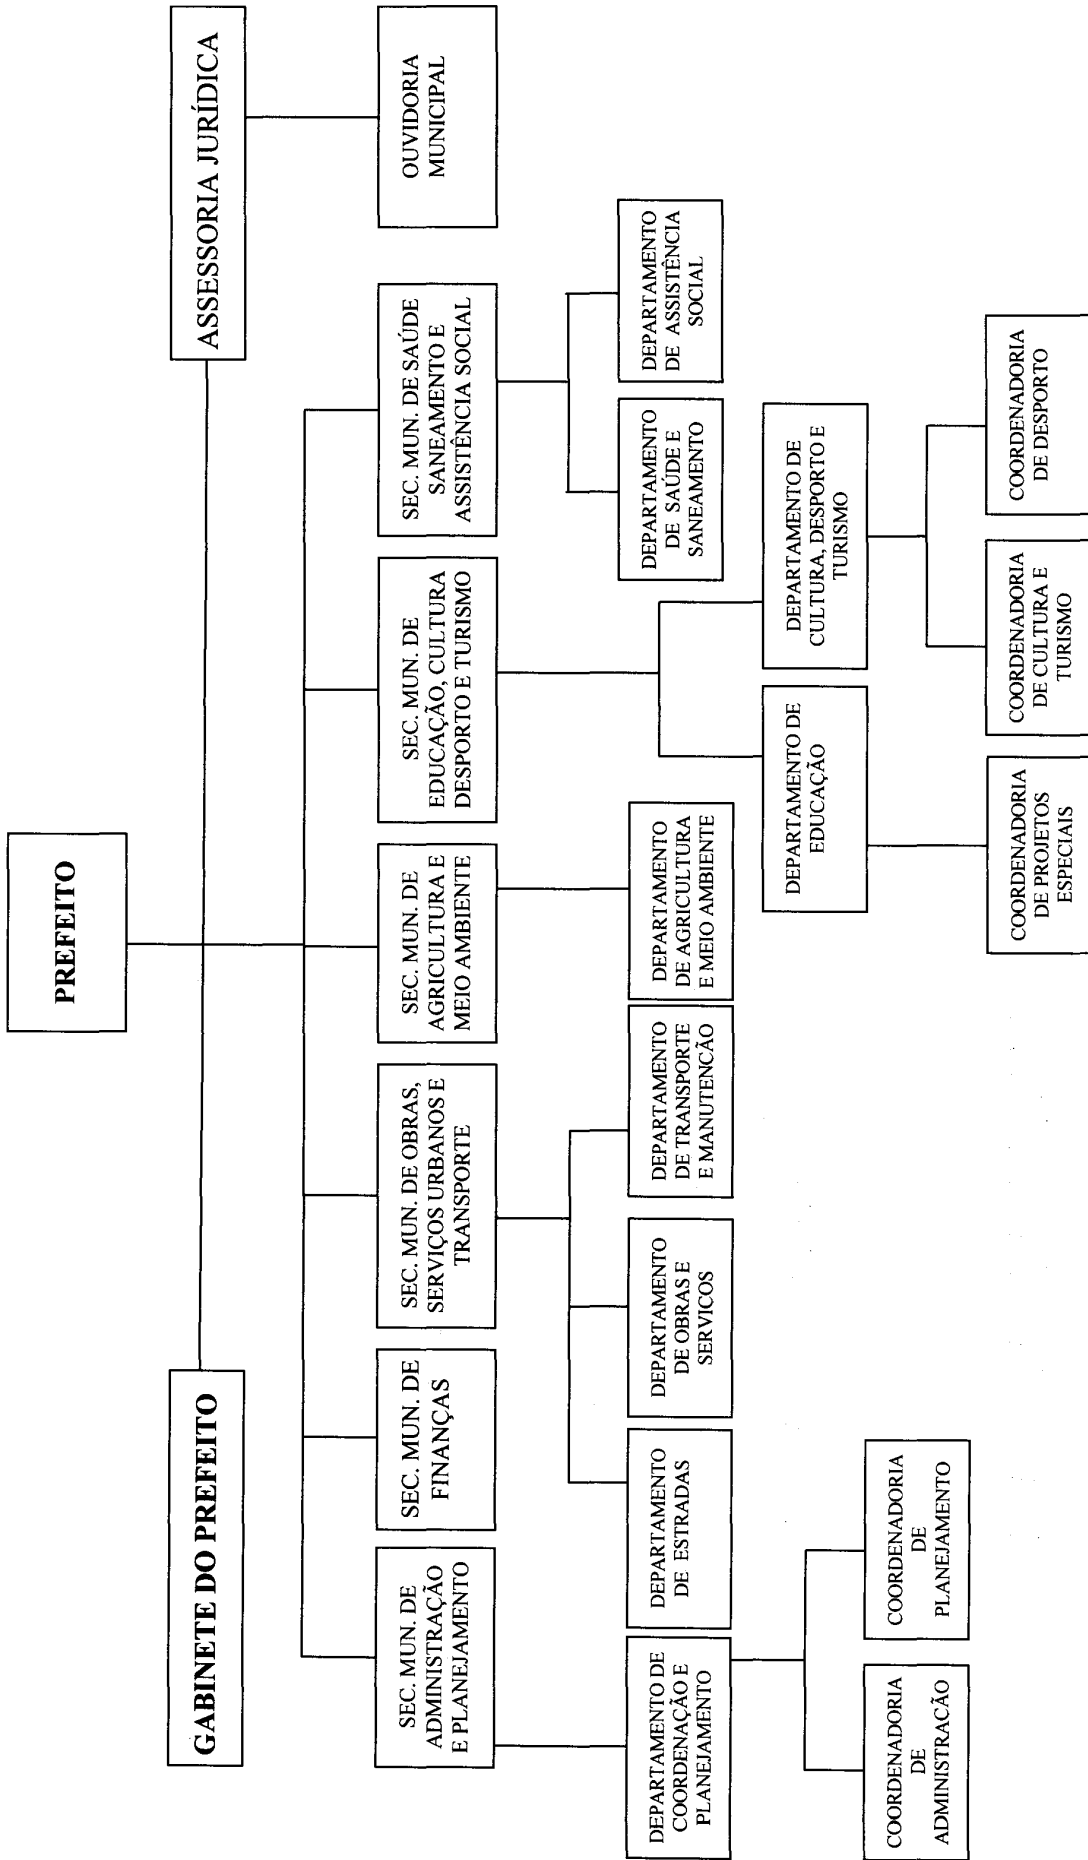 PREFEITO
GABINETE DO PREFEITO
ASSESSORIA JURÍDICA
SEC. MUN. DE
ADMINISTRAÇÃO
E PLANEJAMENTO
SEC. MUN. DE
FINANÇAS
SEC. MUN. DE OBRAS,
SERVIÇOS URBANOS E
TRANSPORTE
SEC. MUN. DE
AGRICULTURA E
MEIO AMBIENTE
SEC. MUN. DE
EDUCAÇÃO, CULTURA
DESPORTO E TURISMO
SEC. MUN. DE SAÚDE
SANEAMENTO E
ASSISTÊNCIA SOCIAL
OUVIDORIA
MUNICIPAL
DEPARTAMENTO DE
COORDENAÇÃO E
PLANEJAMENTO
DEPARTAMENTO
DE ESTRADAS
DEPARTAMENTO
DE OBRAS E
SERVICOS
DEPARTAMENTO
DE TRANSPORTE
E MANUTENCÃO
DEPARTAMENTO
DE AGRICULTURA
E MEIO AMBIENTE
DEPARTAMENTO
DE SAÚDE E
SANEAMENTO
DEPARTAMENTO
DE ASSISTÊNCIA
SOCIAL
DEPARTAMENTO DE
EDUCAÇÃO
DEPARTAMENTO DE
CULTURA, DESPORTO E
TURISMO
COORDENADORIA
DE
ADMINISTRACÃO
COORDENADORIA
DE
PLANEJAMENTO
COORDENADORIA
DE PROJETOS
ESPECIAIS
COORDENADORIA
DE CULTURA E
TURISMO
COORDENADORIA
DE DESPORTO